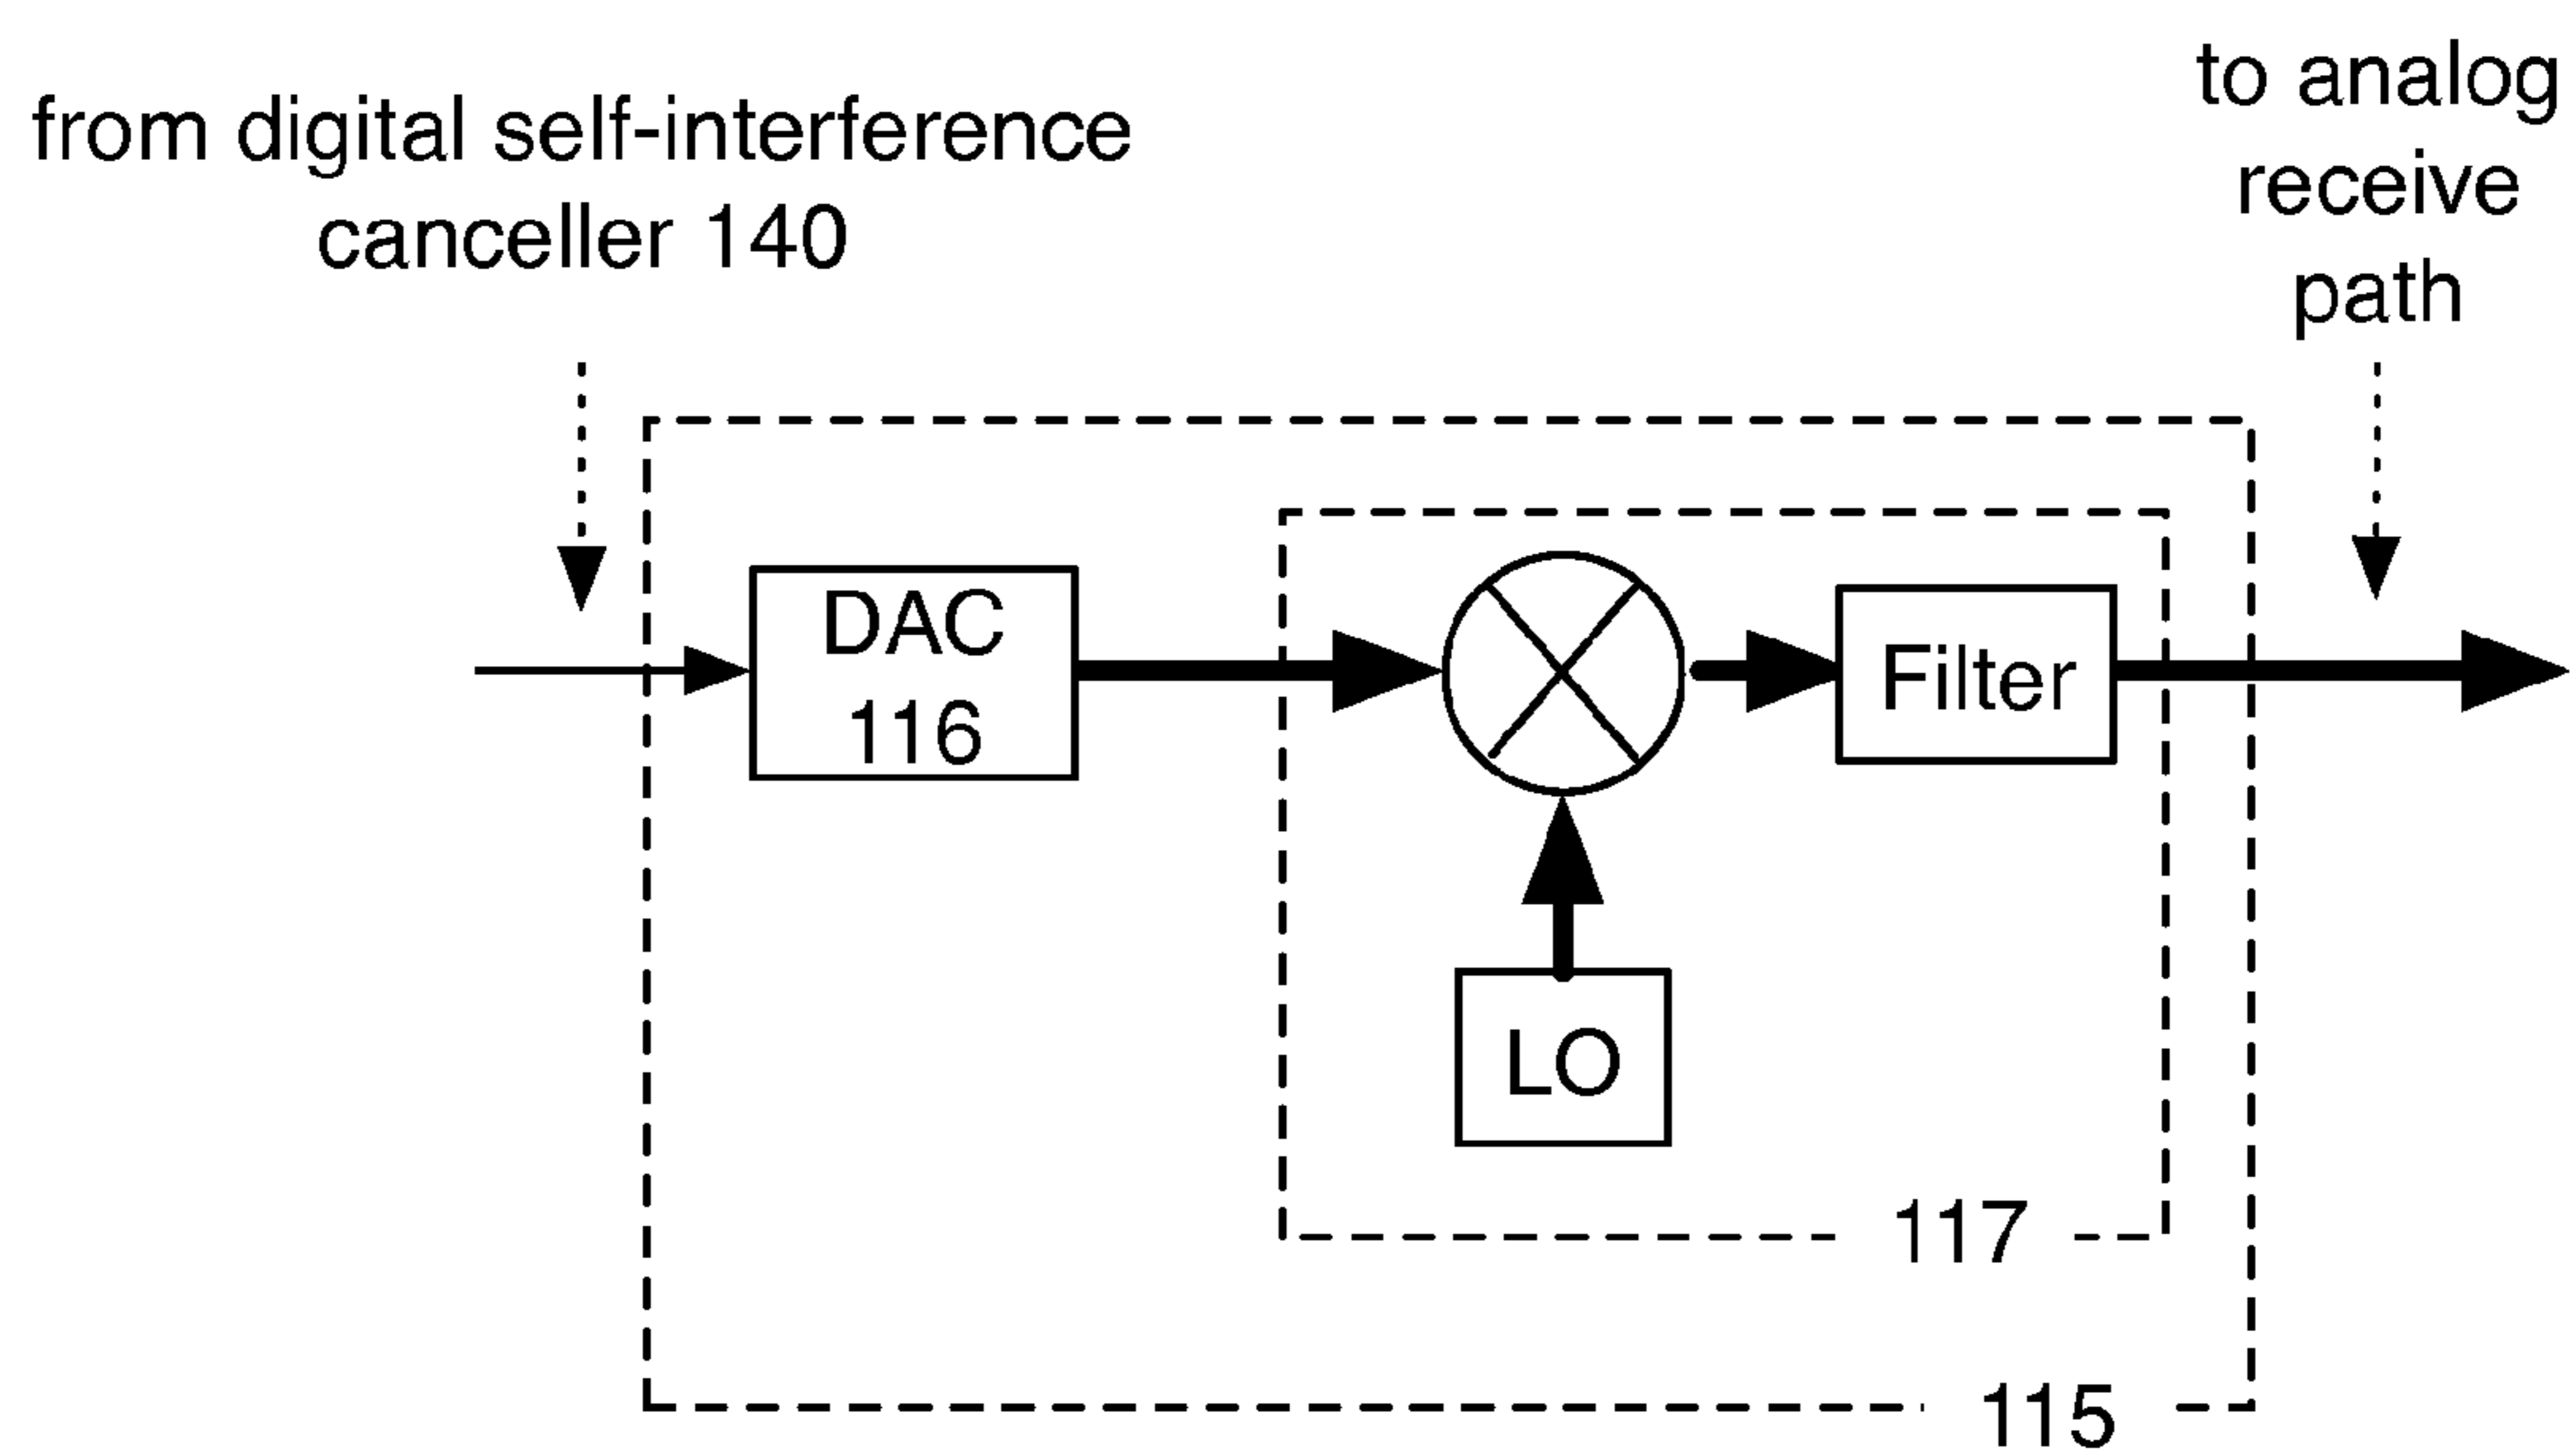 from digital self-interference
canceller 140
to analog
receive
path
DAC
116
Filter
LO
117
115